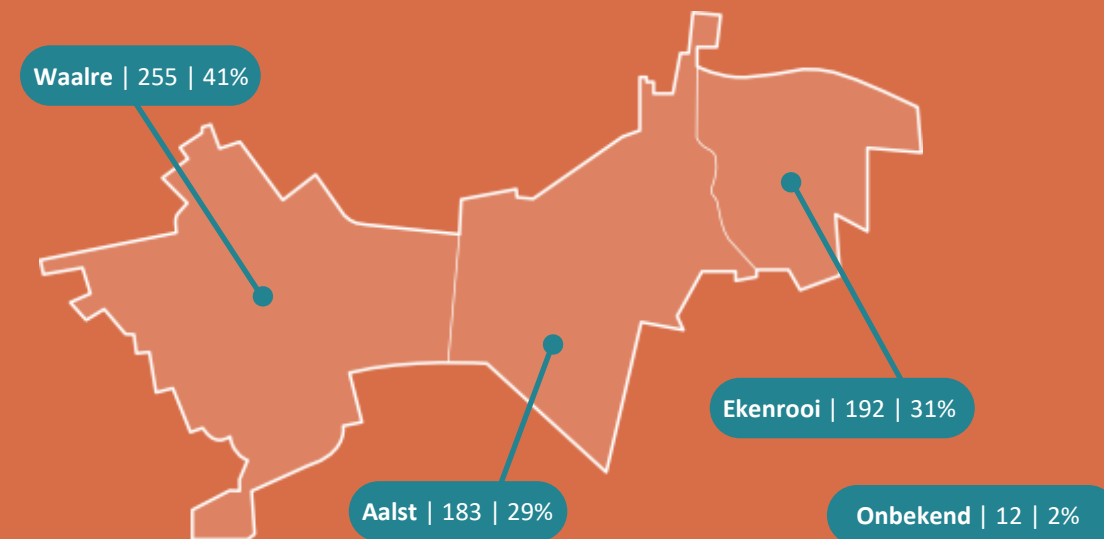 Waalre | 255 | 41%
Ekenrooi | 192 | 31%
Aalst | 183 | 29%
Onbekend | 12 | 2%